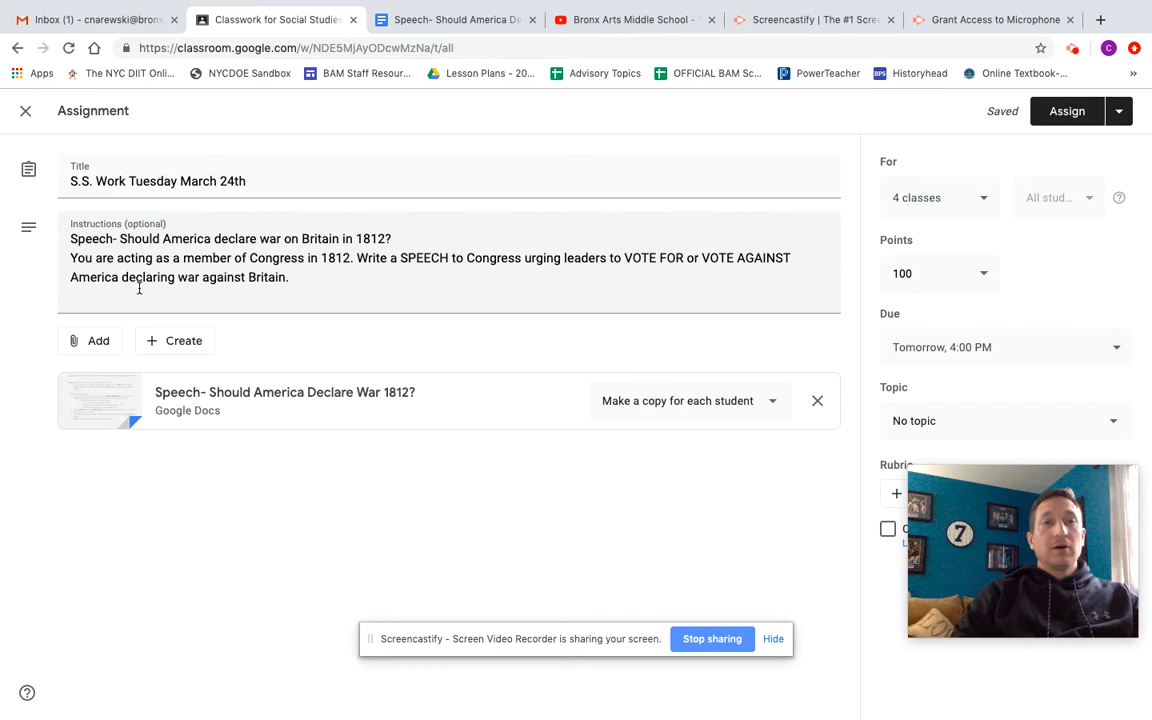 Inbox (1) - cnarewski@bronx
Classwork for Social Studies
Speech- Should America De
Bronx Arts Middle School -
Screencastify | The #1 Scree
Grant Access to Microphone
https://classroom.google.com/w/NDE5MjAyODcwMzNa/t/all
C
Apps
The NYC DIIT Onli...
NYCDOE Sandbox
BAM Staff Resour...
Lesson Plans - 20...
Advisory Topics
OFFICIAL BAM Sc...
PowerTeacher
BPS
Historyhead
Online Textbook-...
»
Assignment
Saved
Assign
Title
S.S. Work Tuesday March 24th
Instructions (optional)
Speech- Should America declare war on Britain in 1812?
You are acting as a member of Congress in 1812. Write a SPEECH to Congress urging leaders to VOTE FOR or VOTE AGAINST
America declaring war against Britain.
Add
Create
Speech- Should America Declare War 1812?
Google Docs
Make a copy for each student
For
4 classes
All stud...
Points
100
Due
Tomorrow, 4:00 PM
Topic
No topic
Rubric
7
Screencastify - Screen Video Recorder is sharing your screen.
Stop sharing
Hide